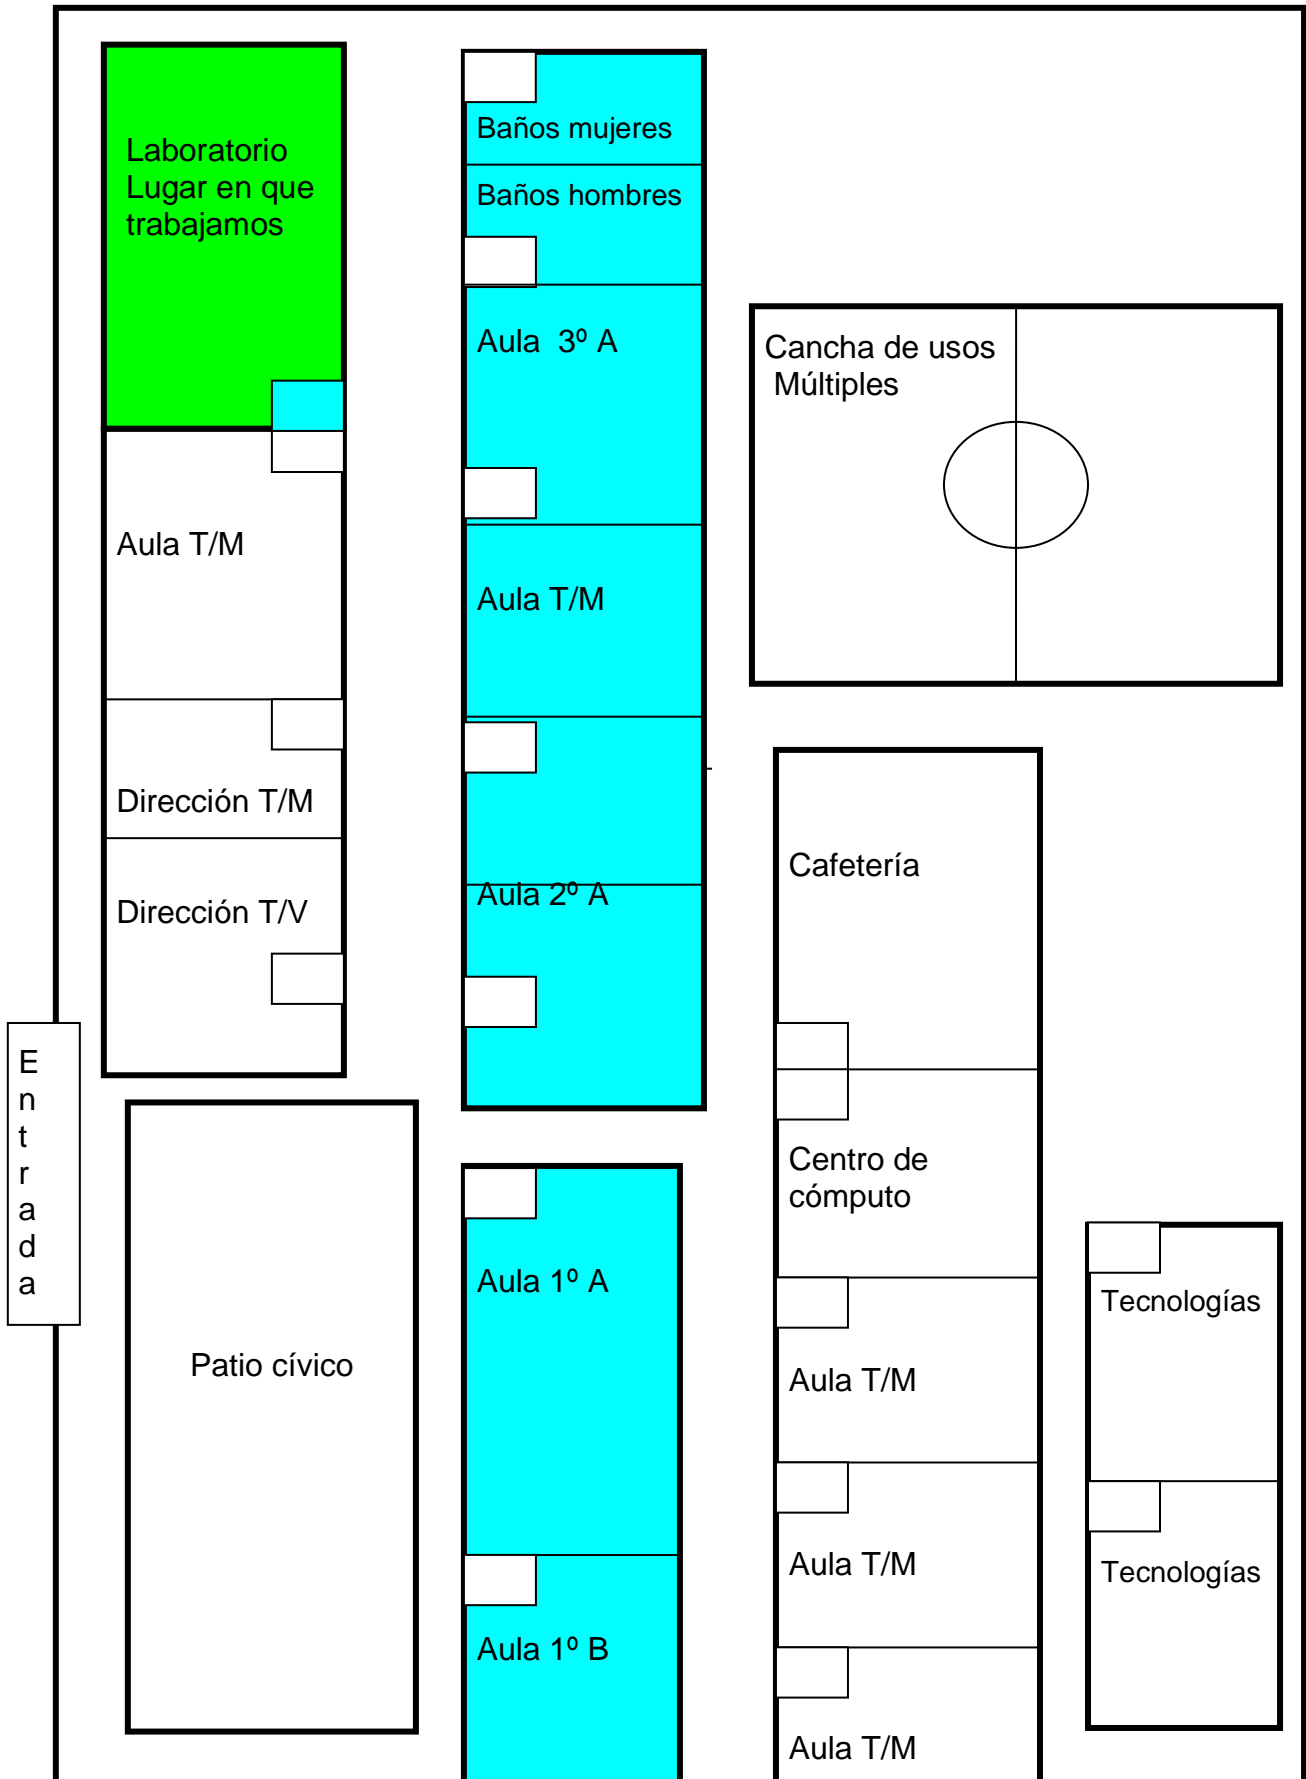 Laboratorio
Lugar en que
trabajamos
Aula T/M
Dirección T/M
Dirección T/V
Entrada
Patio cívico
Baños mujeres
Baños hombres
Aula  3º A
Aula T/M
Aula 2º A
Aula 1º A
Aula 1º B
Cancha de usos
Múltiples
Cafetería
Centro de
cómputo
Aula T/M
Aula T/M
Aula T/M
Tecnologías
Tecnologías